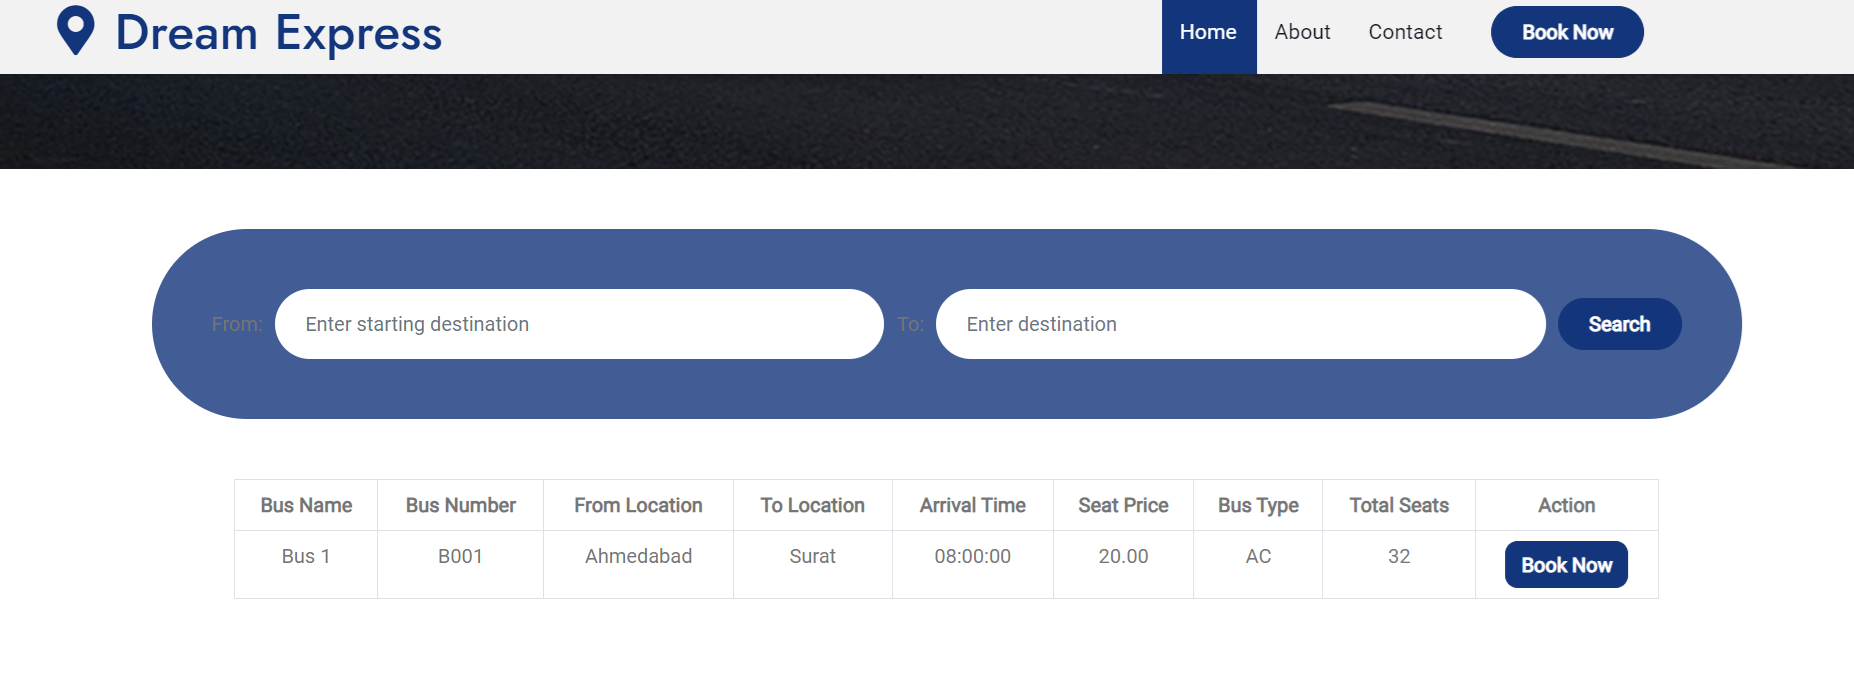 Dream Express
Home About Contact Book Now
From: Enter starting destination To: Enter destination Search
Bus Name Bus Number From Location To Location Arrival Time Seat Price Bus Type Total Seats Action
Bus 1 B001 Ahmedabad Surat 08:00:00 20.00 AC 32 Book Now